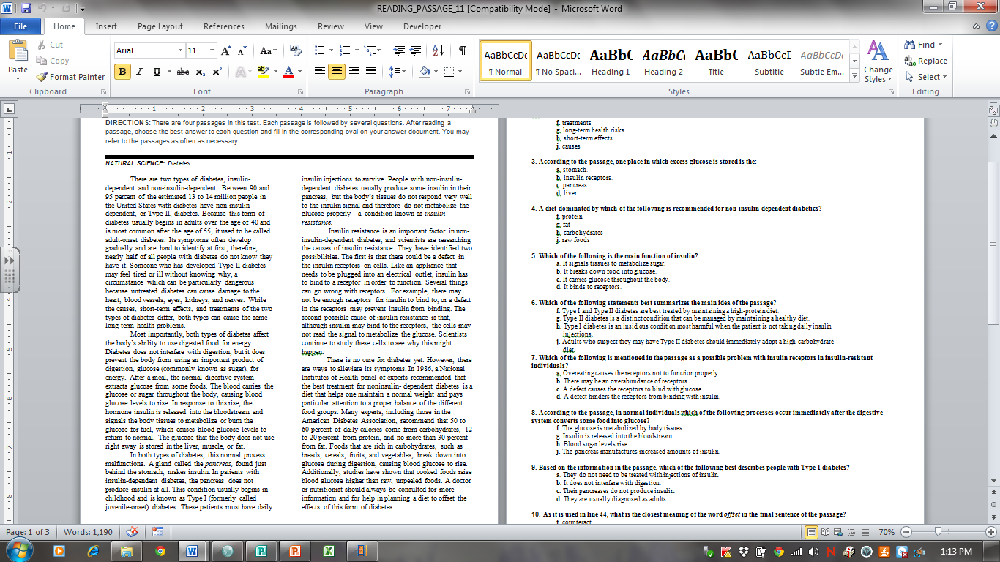 READING_PASSAGE_11 [Compatibility Mode] - Microsoft Word
File Home Insert Page Layout References Mailings Review View Developer
Paste
Cut
Copy
Format Painter
Clipboard
Arial 11
Font
Paragraph
AaBbCcDc AaBbCcDc AaBbC AaBbCc AaBbC AaBbCcI AaBbCcDc
¶ Normal ¶ No Spaci... Heading 1 Heading 2 Title Subtitle Subtle Em...
Styles
Change
Styles
Find
Replace
Select
Editing
DIRECTIONS: There are four passages in this test. Each passage is followed by several questions. After reading a
passage, choose the best answer to each question and fill in the corresponding oval on your answer document. You may
refer to the passages as often as necessary.
NATURAL SCIENCE: Diabetes
There are two types of diabetes, insulin-
dependent and non-insulin-dependent. Between 90 and
95 percent of the estimated 13 to 14 million people in
the United States with diabetes have non-insulin-
dependent, or Type II, diabetes. Because this form of
diabetes usually begins in adults over the age of 40 and
is most common after the age of 55, it used to be called
adult-onset diabetes. Its symptoms often develop
gradually and are hard to identify at first; therefore,
nearly half of all people with diabetes do not know they
have it. Someone who has developed Type II diabetes
may feel tired or ill without knowing why, a
circumstance which can be particularly dangerous
because untreated diabetes can cause damage to the
heart, blood vessels, eyes, kidneys, and nerves. While
the causes, short-term effects, and treatments of the two
types of diabetes differ, both types can cause the same
long-term health problems.
Most importantly, both types of diabetes affect
the body's ability to use digested food for energy.
Diabetes does not interfere with digestion, but it does
prevent the body from using an important product of
digestion, glucose (commonly known as sugar), for
energy. After a meal, the normal digestive system
extracts glucose from some foods. The blood carries the
glucose or sugar throughout the body, causing blood
glucose levels to rise. In response to this rise, the
hormone insulin is released into the bloodstream and
signals the body tissues to metabolize or burn the
glucose for fuel, which causes blood glucose levels to
return to normal. The glucose that the body does not use
right away is stored in the liver, muscle, or fat.
In both types of diabetes, this normal process
malfunctions. A gland called the pancreas, found just
behind the stomach, makes insulin. In patients with
insulin-dependent diabetes, the pancreas does not
produce insulin at all. This condition usually begins in
childhood and is known as Type I (formerly called
juvenile-onset) diabetes. These patients must have daily
insulin injections to survive. People with non-insulin-
dependent diabetes usually produce some insulin in their
pancreas, but the body's tissues do not respond very well
to the insulin signal and therefore do not metabolize the
glucose properly—a condition known as insulin
resistance.
Insulin resistance is an important factor in non-
insulin-dependent diabetes, and scientists are researching
the causes of insulin resistance. They have identified two
possibilities. The first is that there could be a defect in
the insulin receptors on cells. Like an appliance that
needs to be plugged into an electrical outlet, insulin has
to bind to a receptor in order to function. Several things
can go wrong with receptors. For example, there may
not be enough receptors for insulin to bind to, or a defect
in the receptors may prevent insulin from binding. The
second possible cause of insulin resistance is that,
although insulin may bind to the receptors, the cells may
not read the signal to metabolize the glucose. Scientists
continue to study these cells to see why this might
happen.
There is no cure for diabetes yet. However, there
are ways to alleviate its symptoms. In 1986, a National
Institutes of Health panel of experts recommended that
the best treatment for noninsulin- dependent diabetes is a
diet that helps one maintain a normal weight and pays
particular attention to a proper balance of the different
food groups. Many experts, including those in the
American Diabetes Association, recommend that 50 to
60 percent of daily calories come from carbohydrates, 12
to 20 percent from protein, and no more than 30 percent
from fat. Foods that are rich in carbohydrates, such as
breads, cereals, fruits, and vegetables, break down into
glucose during digestion, causing blood glucose to rise.
Additionally, studies have shown that cooked foods raise
blood glucose higher than raw, unpeeled foods. A doctor
or nutritionist should always be consulted for more
information and for help in planning a diet to offset the
effects of this form of diabetes.
f. treatments
g. long-term health risks
h. short-term effects
j. causes
3. According to the passage, one place in which excess glucose is stored is the:
a. stomach.
b. insulin receptors.
c. pancreas.
d. liver.
4. A diet dominated by which of the following is recommended for non-insulin-dependent diabetics?
f. protein
g. fat
h. carbohydrates
j. raw foods
5. Which of the following is the main function of insulin?
a. It signals tissues to metabolize sugar.
b. It breaks down food into glucose.
c. It carries glucose throughout the body.
d. It binds to receptors.
6. Which of the following statements best summarizes the main idea of the passage?
f. Type I and Type II diabetes are best treated by maintaining a high-protein diet.
g. Type II diabetes is a distinct condition that can be managed by maintaining a healthy diet.
h. Type I diabetes is an insidious condition most harmful when the patient is not taking daily insulin
injections.
j. Adults who suspect they may have Type II diabetes should immediately adopt a high-carbohydrate
diet.
7. Which of the following is mentioned in the passage as a possible problem with insulin receptors in insulin-resistant
individuals?
a. Overeating causes the receptors not to function properly.
b. There may be an overabundance of receptors.
c. A defect causes the receptors to bind with glucose.
d. A defect hinders the receptors from binding with insulin.
8. According to the passage, in normal individuals which of the following processes occur immediately after the digestive
system converts some food into glucose?
f. The glucose is metabolized by body tissues.
g. Insulin is released into the bloodstream.
h. Blood sugar levels rise.
j. The pancreas manufactures increased amounts of insulin.
9. Based on the information in the passage, which of the following best describes people with Type I diabetes?
a. They do not need to be treated with injections of insulin.
b. It does not interfere with digestion.
c. Their pancreases do not produce insulin.
d. They are usually diagnosed as adults.
10. As it is used in line 44, what is the closest meaning of the word offset in the final sentence of the passage?
f. counteract
Page: 1 of 3 Words: 1,190 70%
1:13 PM